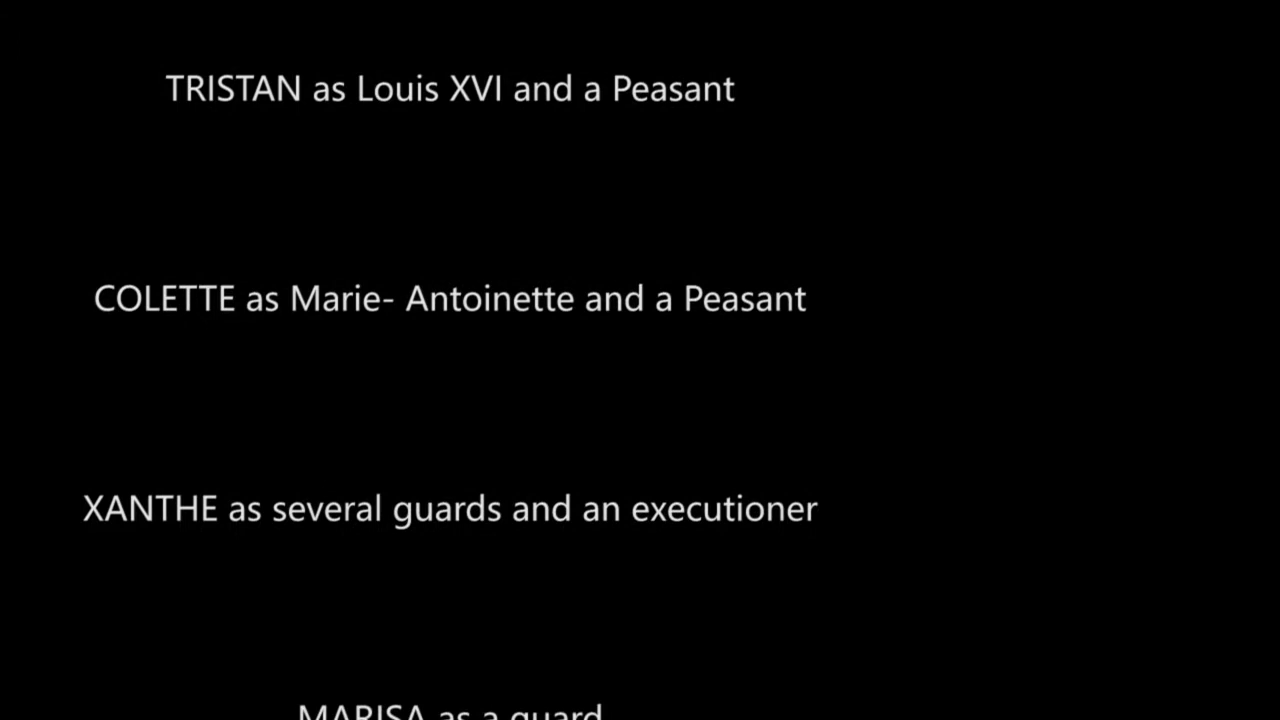 TRISTAN as Louis XVI and a Peasant
COLETTE as Marie- Antoinette and a Peasant
XANTHE as several guards and an executioner
MARISA as a guard